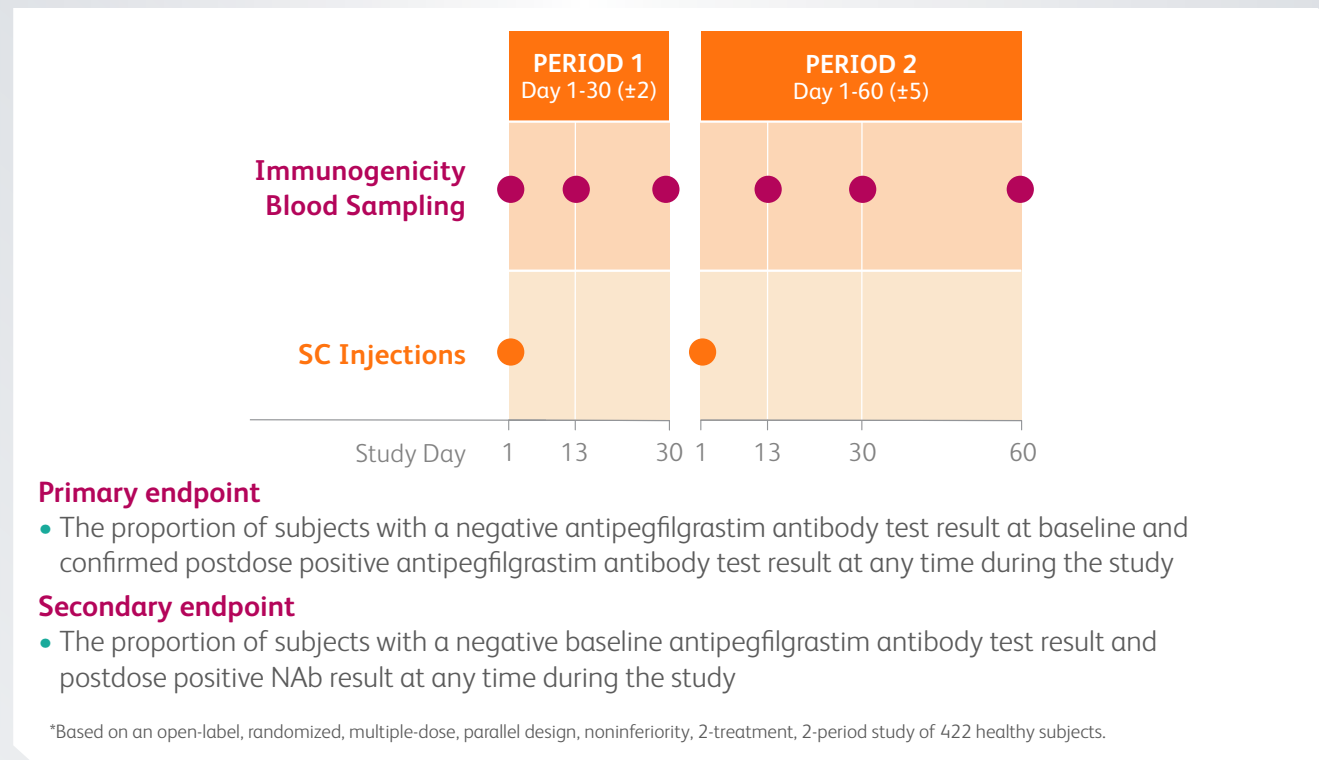 PERIOD 1
Day 1-30 (±2)
PERIOD 2
Day 1-60 (±5)
Immunogenicity
Blood Sampling
SC Injections
Study Day 1 13 30 1 13 30 60
Primary endpoint
• The proportion of subjects with a negative antipegfilgrastim antibody test result at baseline and
confirmed postdose positive antipegfilgrastim antibody test result at any time during the study
Secondary endpoint
• The proportion of subjects with a negative baseline antipegfilgrastim antibody test result and
postdose positive NAb result at any time during the study
*Based on an open-label, randomized, multiple-dose, parallel design, noninferiority, 2-treatment, 2-period study of 422 healthy subjects.